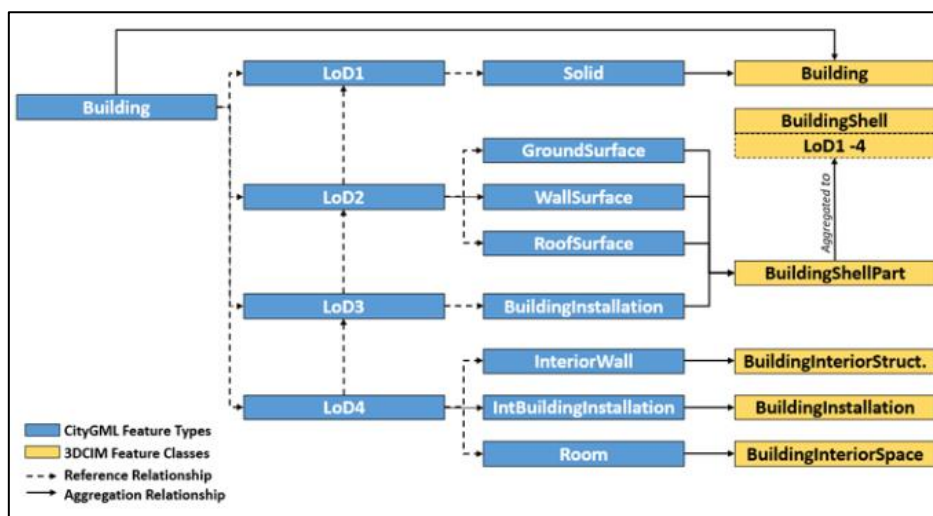 LoD1
Solid
Building
Building
BuildingShell
LoD1 -4
GroundSurface
LoD2
WallSurface
Aggregated to
RoofSurface
BuildingShellPart
LoD3
BuildingInstallation
InteriorWall
BuildingInteriorStruct.
LoD4
IntBuildingInstallation
BuildingInstallation
Room
BuildingInteriorSpace
CityGML Feature Types
3DCIM Feature Classes
Reference Relationship
Aggregation Relationship